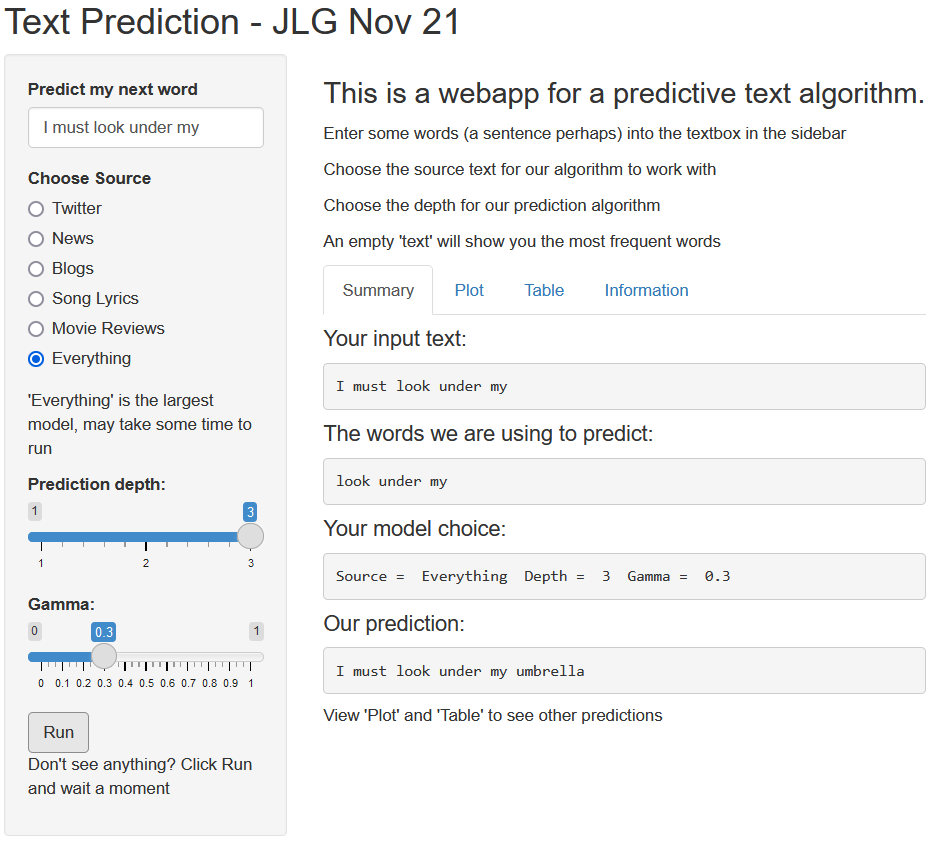 Text Prediction - JLG Nov 21
Predict my next word
I must look under my
Choose Source
Twitter
News
Blogs
Song Lyrics
Movie Reviews
Everything
'Everything' is the largest
model, may take some time to
run
Prediction depth:
1 3
1 2 3
Gamma:
0 0.3 1
0 0.1 0.2 0.3 0.4 0.5 0.6 0.7 0.8 0.9 1
Run
Don't see anything? Click Run
and wait a moment
This is a webapp for a predictive text algorithm.
Enter some words (a sentence perhaps) into the textbox in the sidebar
Choose the source text for our algorithm to work with
Choose the depth for our prediction algorithm
An empty 'text' will show you the most frequent words
Summary Plot Table Information
Your input text:
I must look under my
The words we are using to predict:
look under my
Your model choice:
Source =  Everything  Depth =  3  Gamma =  0.3
Our prediction:
I must look under my umbrella
View 'Plot' and 'Table' to see other predictions